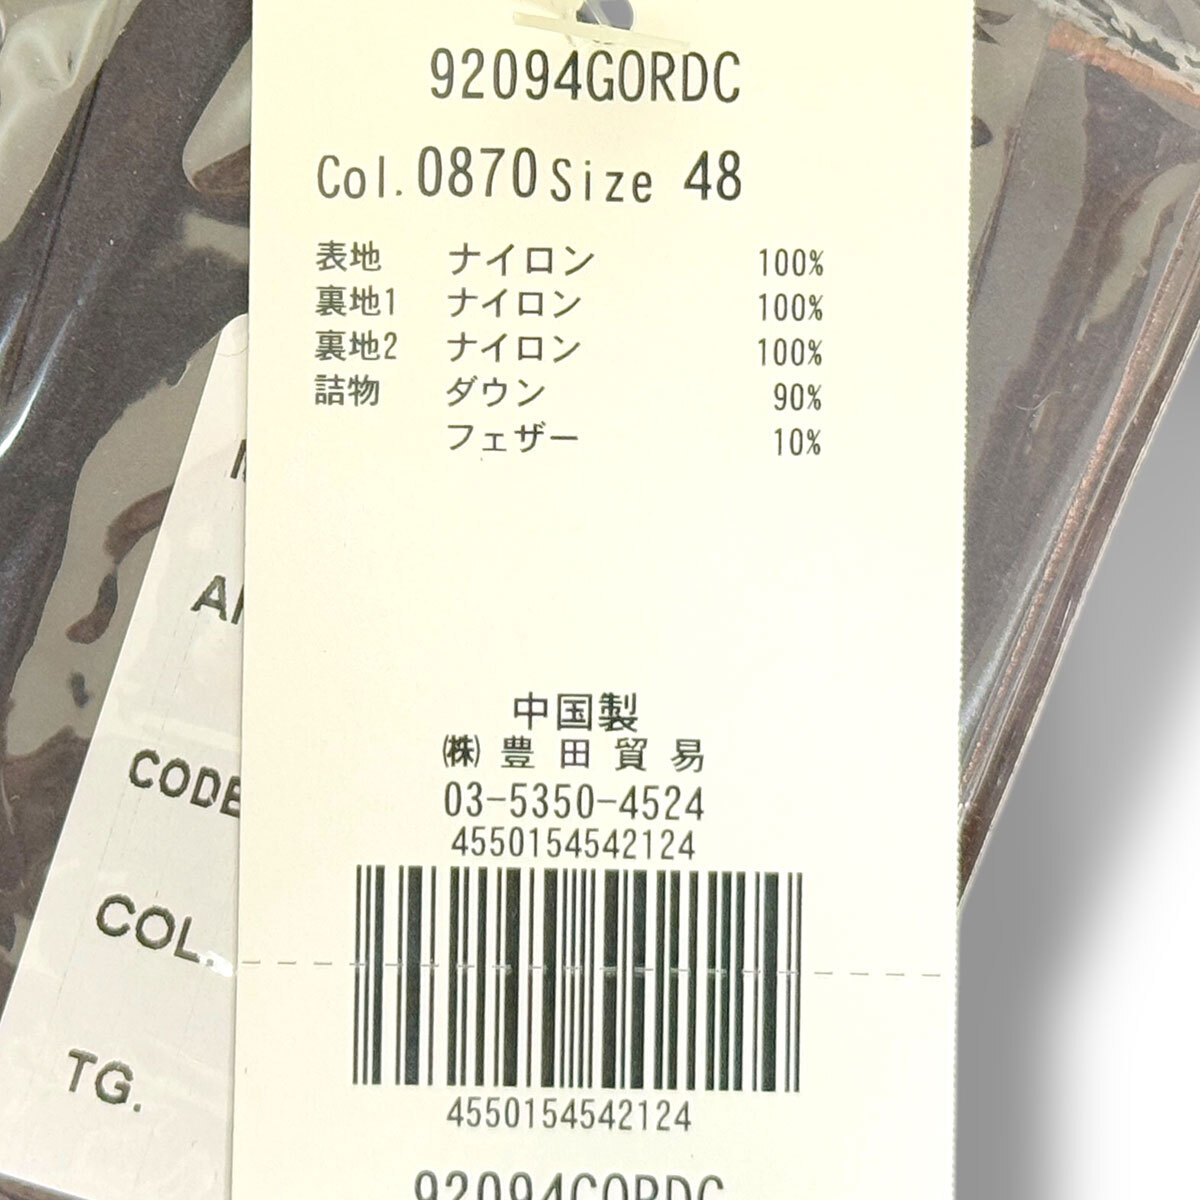 92094GORDC
Col. 0870 Size 48
表地 ナイロン 100%
裏地1 ナイロン 100%
裏地2 ナイロン 100%
詰物 ダウン 90%
フェザー 10%
中国製
㈱ 豊田貿易
03-5350-4524
4550154542124
4550154542124
92094GORDC
CODE
COL.
TG.